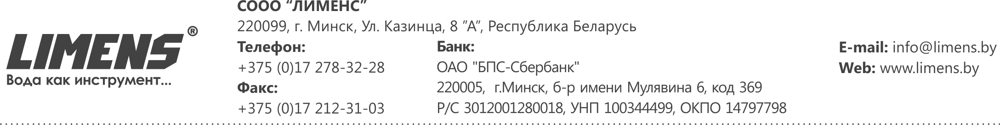 LIMENS®
Вода как инструмент...
СООО “ЛИМЕНС”
220099, г. Минск, Ул. Казинца, 8 ”А“, Республика Беларусь
Телефон:
+375 (0)17 278-32-28
Факс:
+375 (0)17 212-31-03
Банк:
ОАО "БПС-Сбербанк"
220005, г.Минск, б-р имени Мулявина 6, код 369
Р/С 3012001280018, УНП 100344499, ОКПО 14797798
E-mail: info@limens.by
Web: www.limens.by